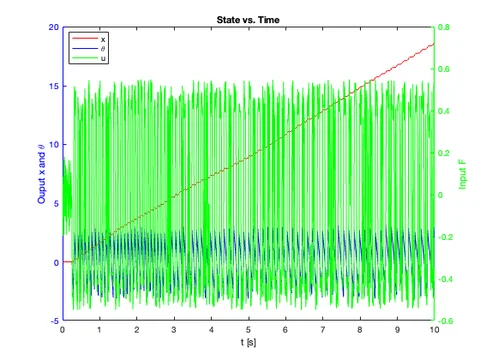 State vs. Time
x
θ
u
20
15
10
5
0
-5
Ouput x and θ
0.8
0.6
0.4
0.2
0
-0.2
-0.4
-0.6
Input F
0 1 2 3 4 5 6 7 8 9 10
t [s]